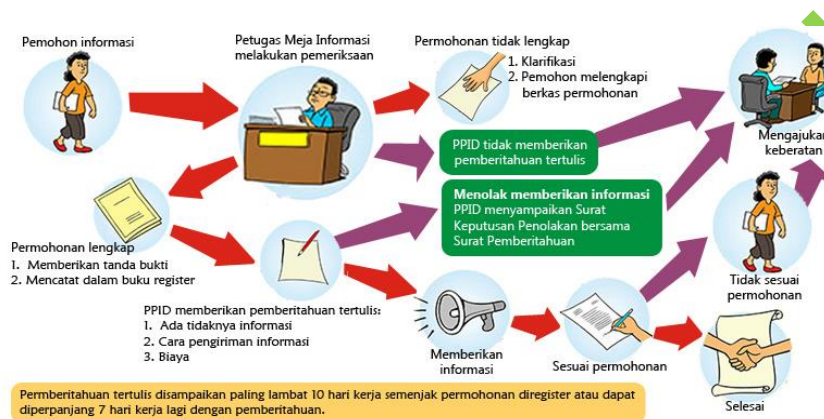 Pemohon informasi
Petugas Meja Informasi
melakukan pemeriksaan
Permohonan tidak lengkap
1. Klarifikasi
2. Pemohon melengkapi
berkas permohonan
Mengajukan
keberatan
PPID tidak memberikan
pemberitahuan tertulis
Menolak memberikan informasi
PPID menyampaikan Surat
Keputusan Penolakan bersama
Surat Pemberitahuan
Permohonan lengkap
1. Memberikan tanda bukti
2. Mencatat dalam buku register
PPID memberikan pemberitahuan tertulis:
1. Ada tidaknya informasi
2. Cara pengiriman informasi
3. Biaya
Memberikan
informasi
Sesuai permohonan
Tidak sesuai
permohonan
Selesai
Permberitahuan tertulis disampaikan paling lambat 10 hari kerja semenjak permohonan diregister atau dapat
diperpanjang 7 hari kerja lagi dengan pemberitahuan.